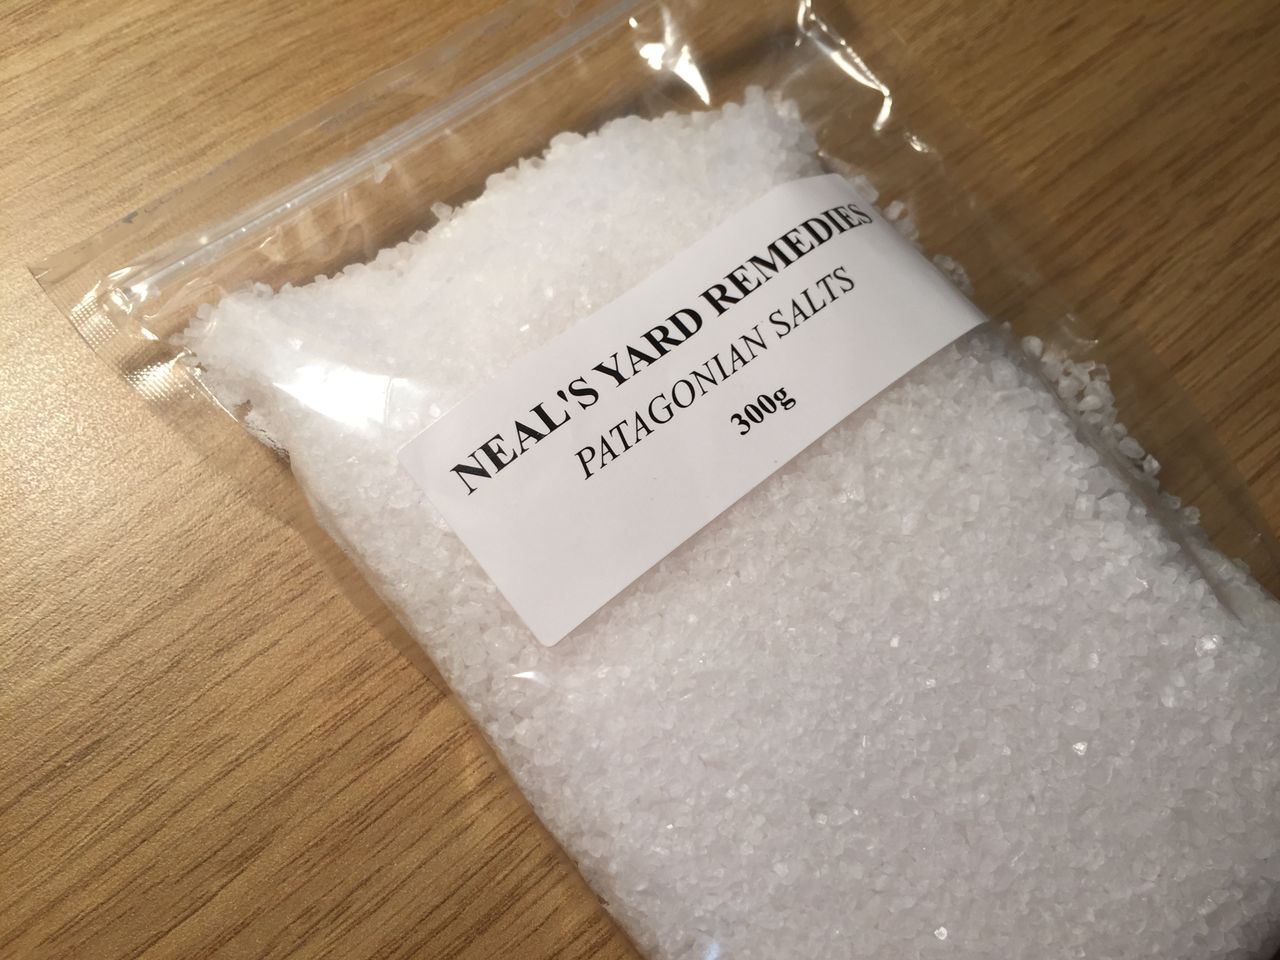 NEAL'S YARD REMEDIES
PATAGONIAN SALTS
300g